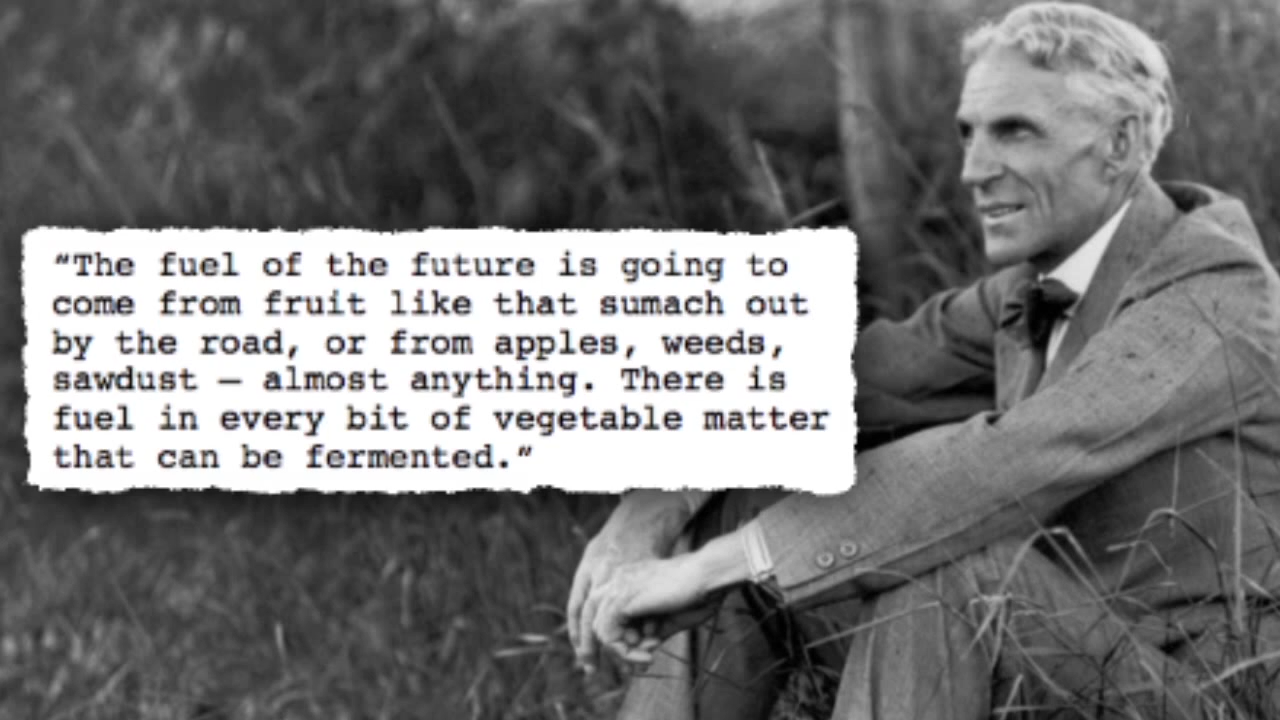 “The fuel of the future is going to
come from fruit like that sumach out
by the road, or from apples, weeds,
sawdust — almost anything. There is
fuel in every bit of vegetable matter
that can be fermented.”